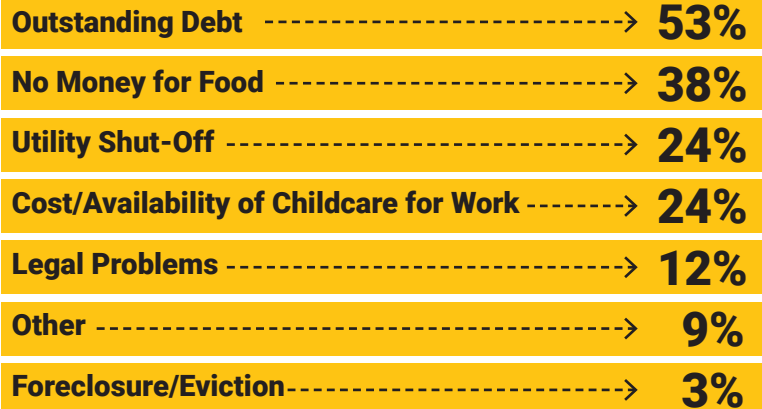 Outstanding Debt 53%
No Money for Food 38%
Utility Shut-Off 24%
Cost/Availability of Childcare for Work 24%
Legal Problems 12%
Other 9%
Foreclosure/Eviction 3%